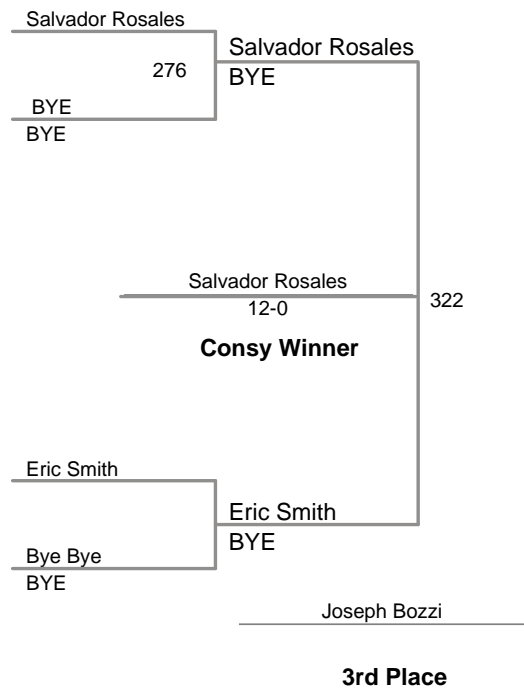 Salvador Rosales
276
BYE
BYE
Salvador Rosales
BYE
Salvador Rosales
12-0
322
Consy Winner
Eric Smith
Bye Bye
BYE
Eric Smith
BYE
Joseph Bozzi
3rd Place